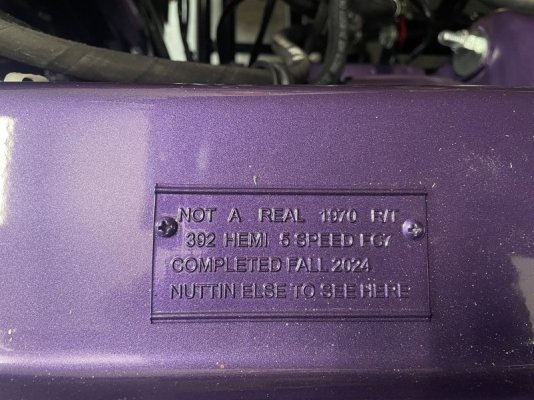 NOT A REAL 1970 R/T
392 HEMI 5 SPEED FC7
COMPLETED FALL 2024
NUTTIN ELSE TO SEE HERE